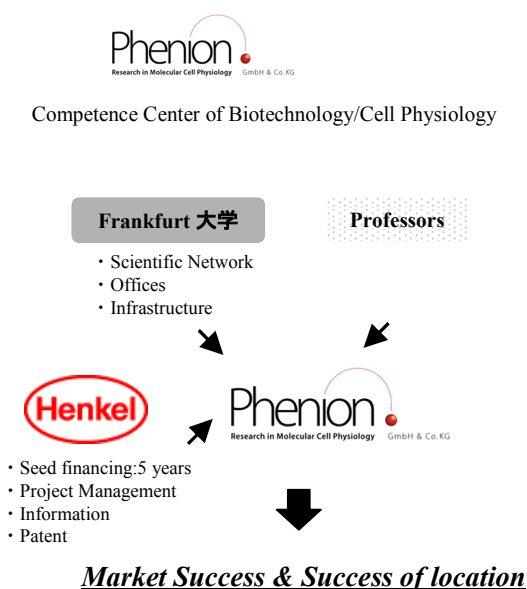 Phenion
Research in Molecular Cell Physiology GmbH & Co.KG
Competence Center of Biotechnology/Cell Physiology
Frankfurt 大学
Professors
・Scientific Network
・Offices
・Infrastructure
Henkel
Phenion
Research in Molecular Cell Physiology GmbH & Co.KG
・Seed financing:5 years
・Project Management
・Information
・Patent
Market Success & Success of location